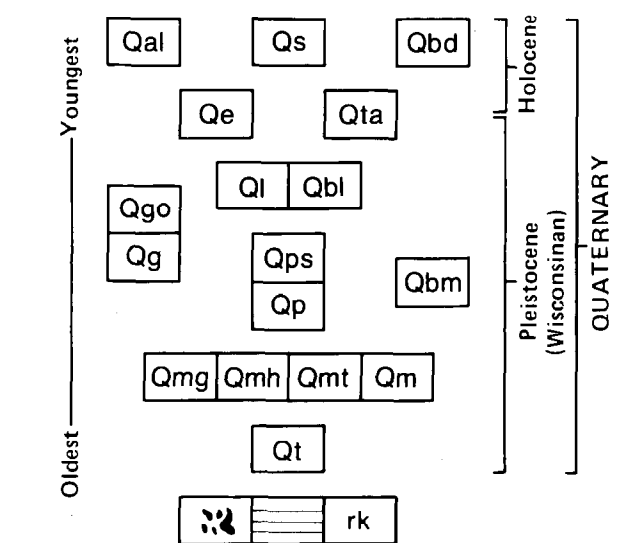 Qal Qs Qbd
Qe Qta
Ql Qbl
Qgo
Qg Qps
Qbm
Qp
Qmg Qmh Qmt Qm
Qt
rk
Youngest
Oldest
Holocene
Pleistocene
(Wisconsinan)
QUATERNARY